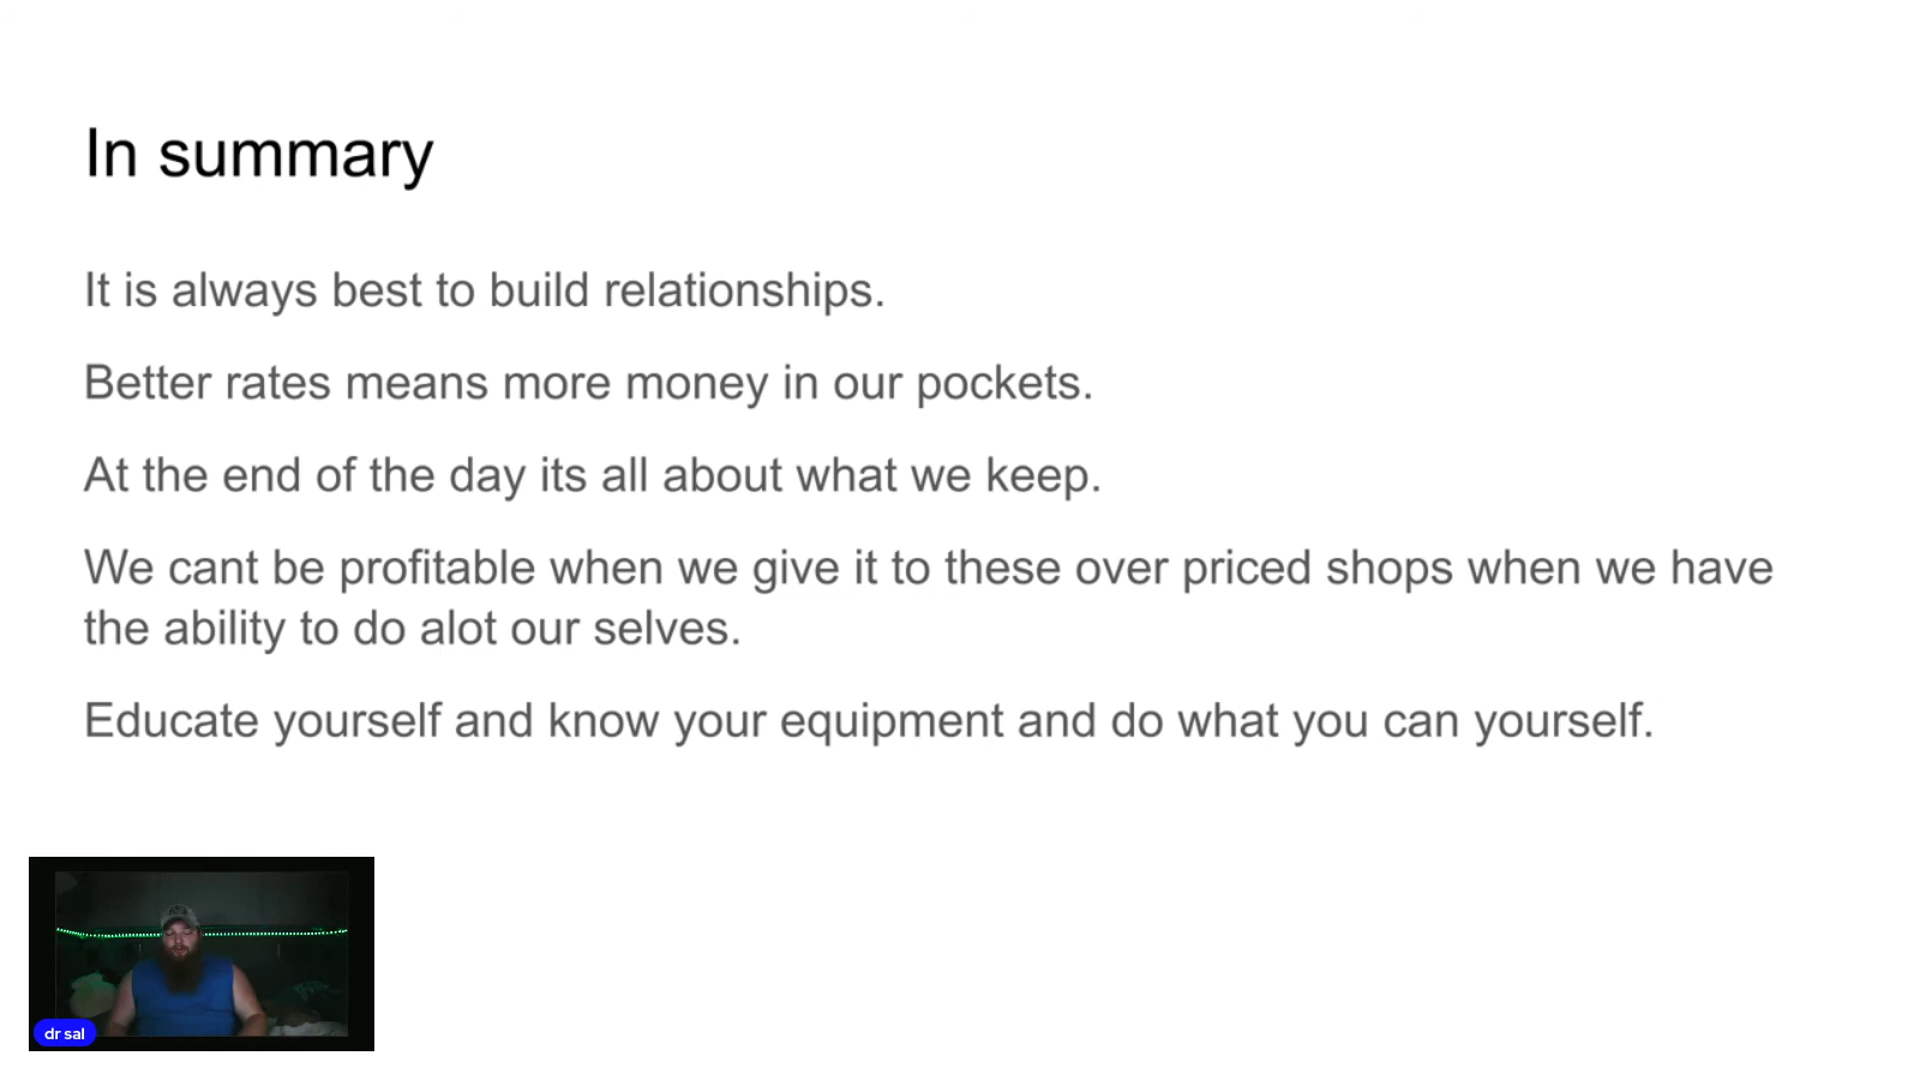 In summary
It is always best to build relationships.
Better rates means more money in our pockets.
At the end of the day its all about what we keep.
We cant be profitable when we give it to these over priced shops when we have
the ability to do alot our selves.
Educate yourself and know your equipment and do what you can yourself.
dr sal